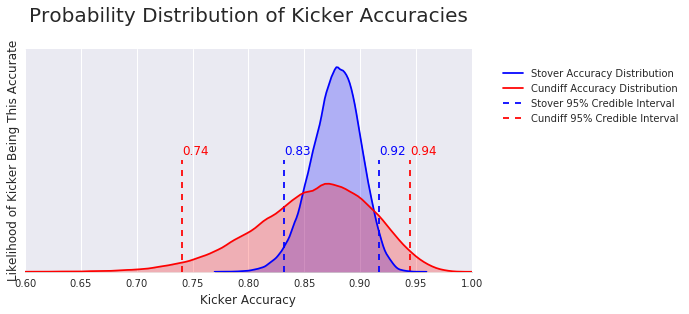 Probability Distribution of Kicker Accuracies
Likelihood of Kicker Being This Accurate
Stover Accuracy Distribution
Cundiff Accuracy Distribution
Stover 95% Credible Interval
Cundiff 95% Credible Interval
0.74
0.83
0.92
0.94
0.60
0.65
0.70
0.75
0.80
0.85
0.90
0.95
1.00
Kicker Accuracy